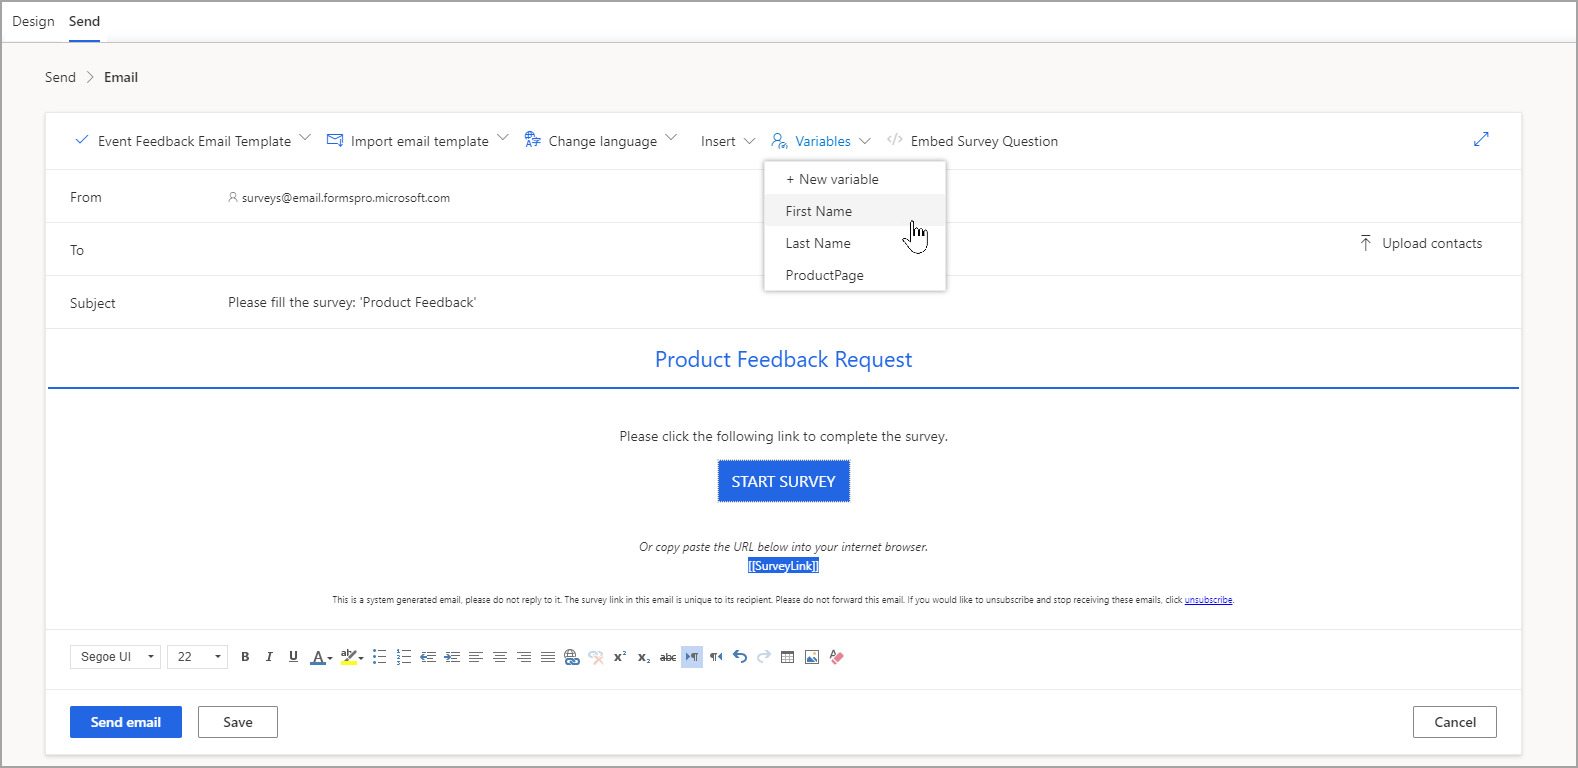 Design Send
Send > Email
Event Feedback Email Template Import email template Change language Insert Variables Embed Survey Question
+ New variable
First Name
Last Name
ProductPage
From surveys@email.formspro.microsoft.com
To Upload contacts
Subject Please fill the survey: 'Product Feedback'
Product Feedback Request
Please click the following link to complete the survey.
START SURVEY
Or copy paste the URL below into your internet browser.
[[SurveyLink]]
This is a system generated email, please do not reply to it. The survey link in this email is unique to its recipient. Please do not forward this email. If you would like to unsubscribe and stop receiving these emails, click unsubscribe.
Segoe UI 22 B I U A ab x² x₂ abc
Send email Save Cancel